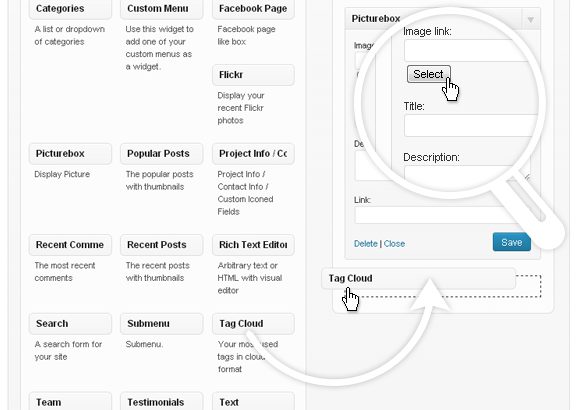 Categories
A list or dropdown
of categories
Custom Menu
Use this widget to
add one of your
custom menus as
a widget.
Facebook Page
Facebook page
like box
Flickr
Display your
recent Flickr
photos
Picturebox
Display Picture
Popular Posts
The popular posts
with thumbnails
Project Info / Cc
Project Info /
Contact Info /
Custom Iconed
Fields
Recent Comme
The most recent
comments
Recent Posts
The recent posts
with thumbnails
Rich Text Editor
Arbitrary text or
HTML with visual
editor
Search
A search form for
your site
Submenu
Submenu.
Tag Cloud
Your most used
tags in cloud
format
Team
Testimonials
Text
Picturebox
Image link:
Select
Title:
Description:
Link:
Delete | Close
Save
Tag Cloud